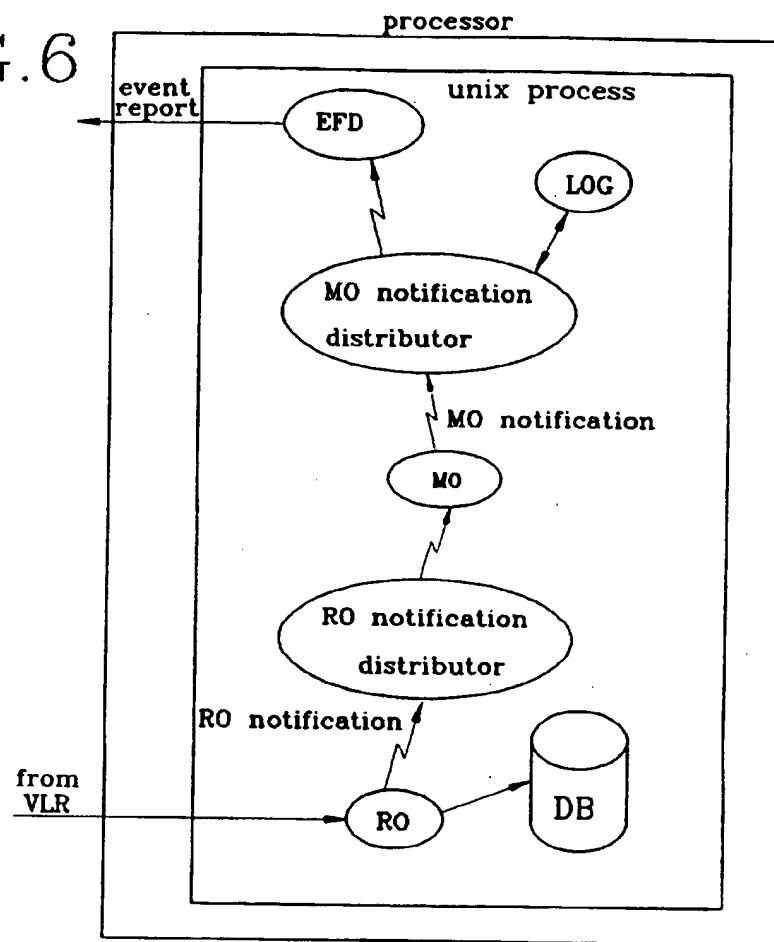 processor
G.6
event
report
unix process
EFD
LOG
MO notification
distributor
MO notification
MO
RO notification
distributor
RO notification
from
VLR
RO
DB